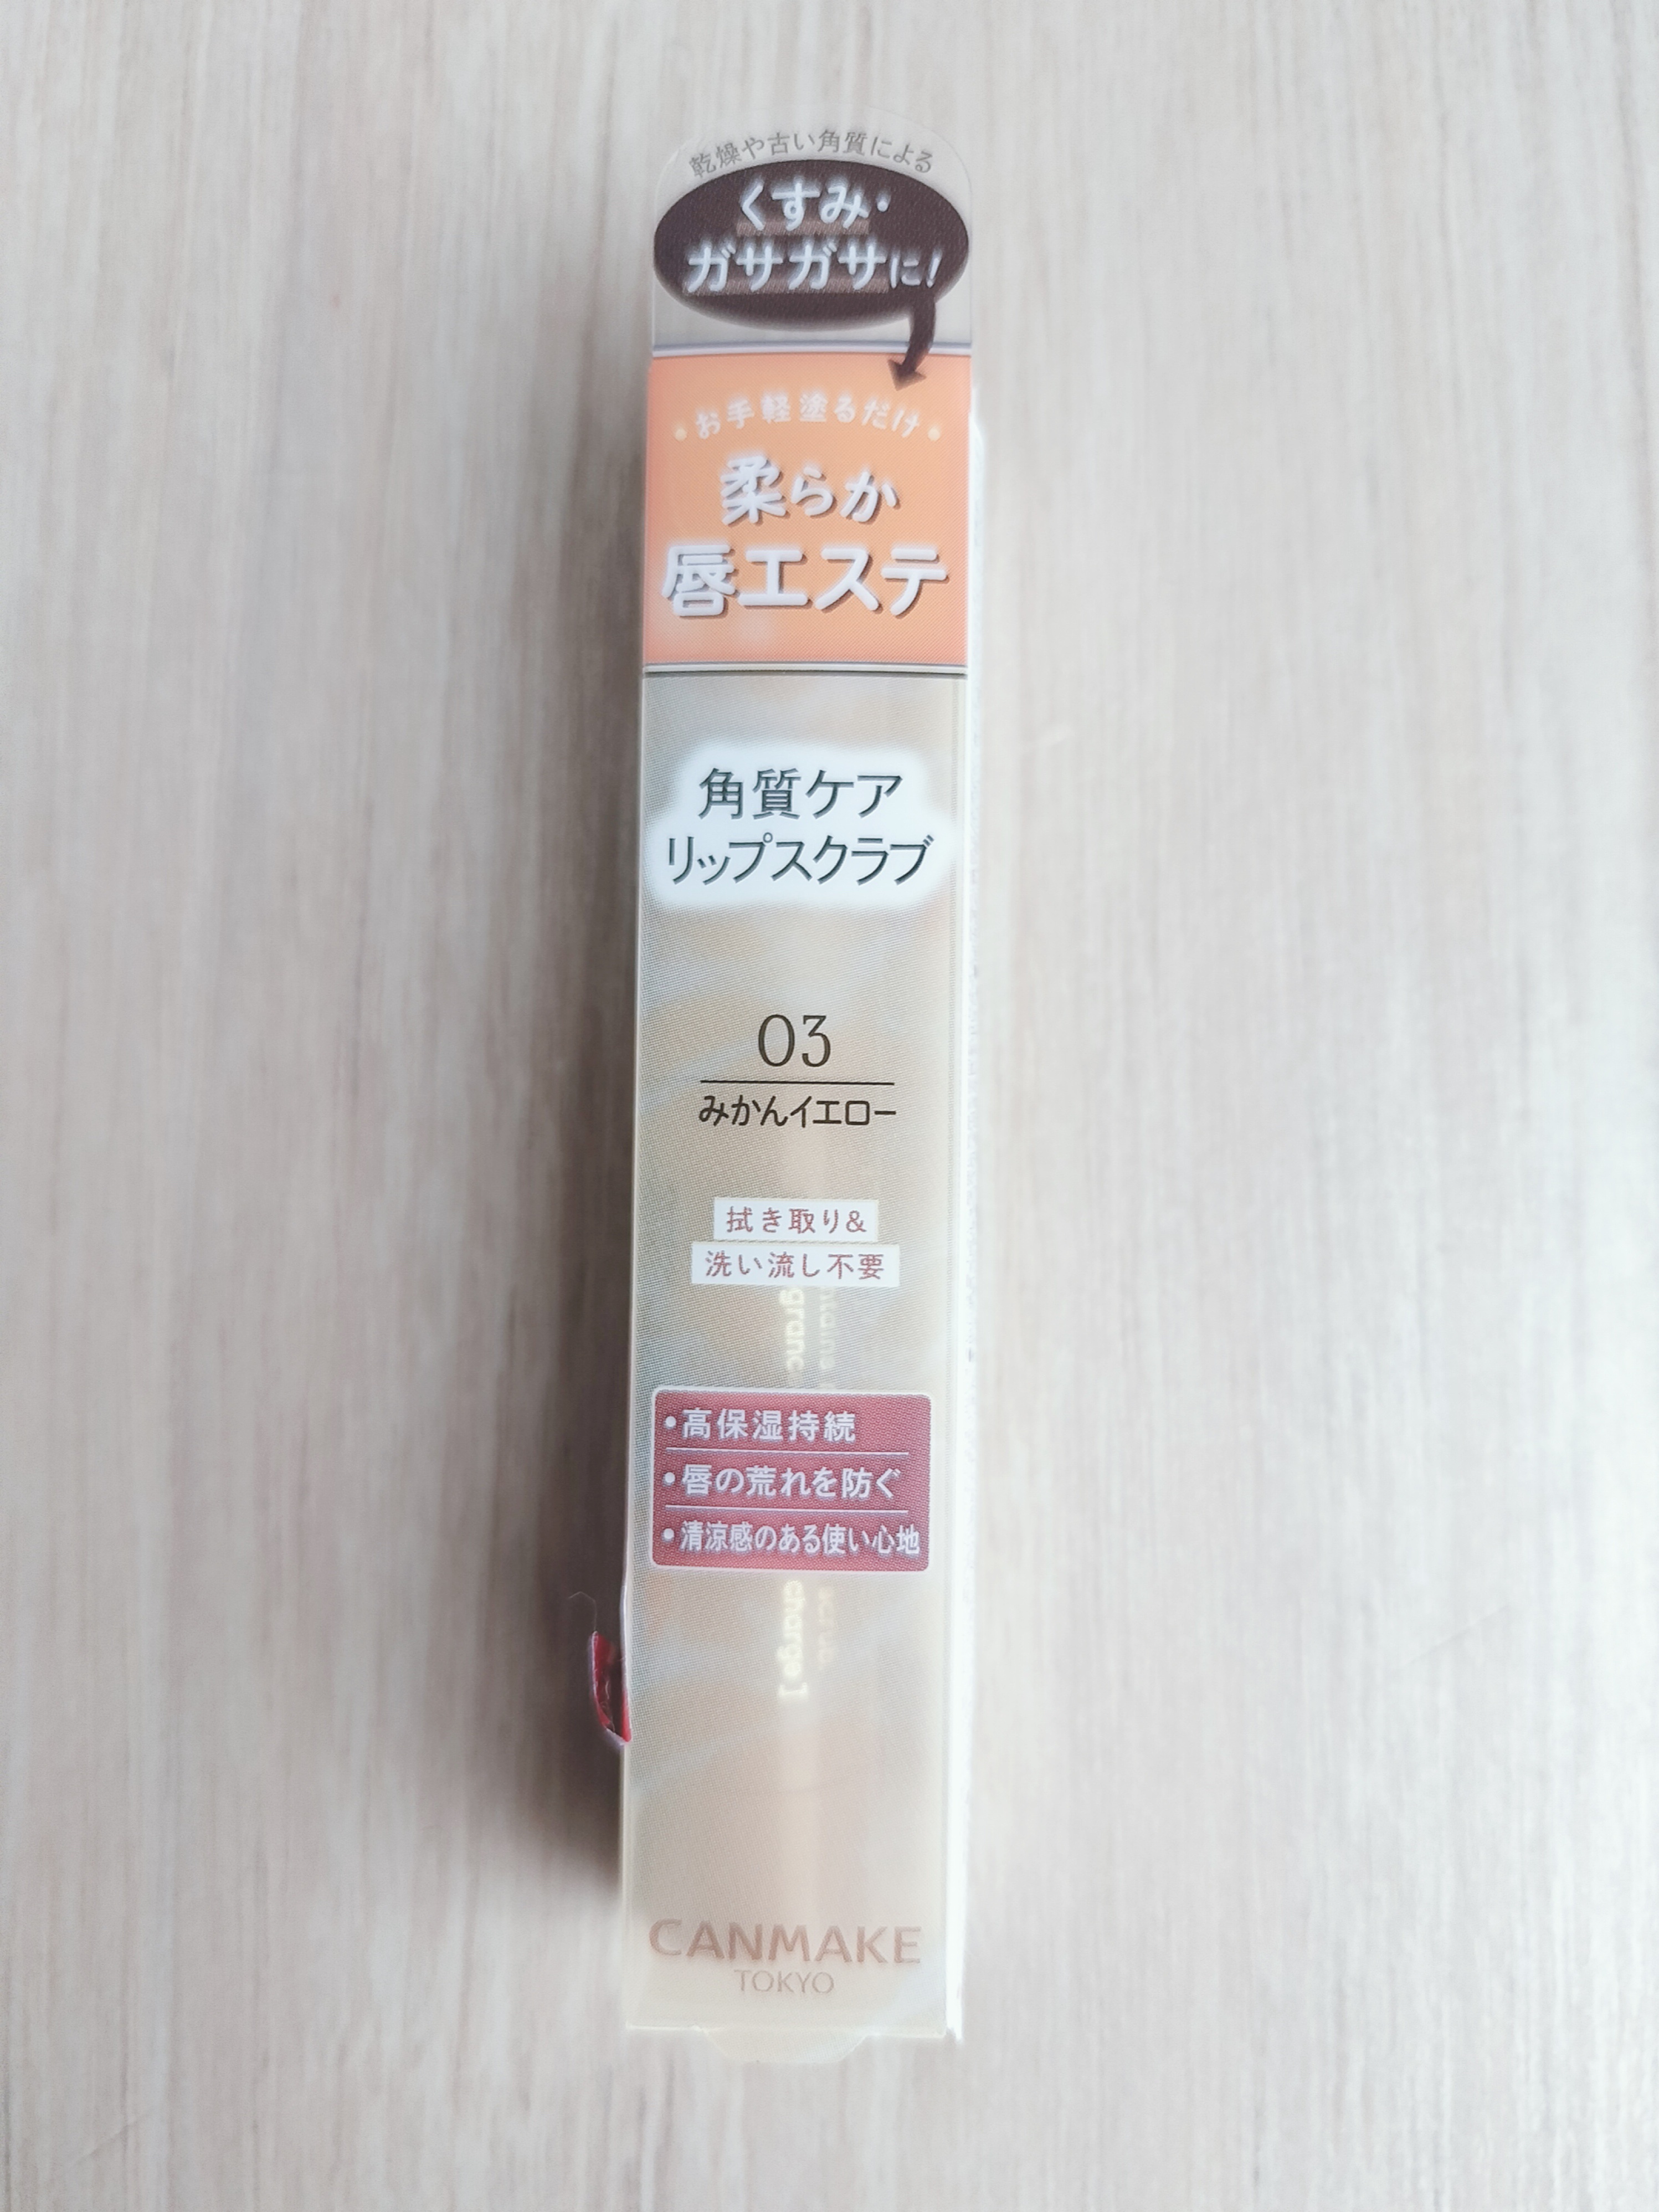 乾燥や古い角質による
くすみ・
ガサガサに!
・お手軽塗るだけ・
柔らか
唇エステ
角質ケア
リップスクラブ
03
みかんイエロー
拭き取り&
洗い流し不要
・高保湿持続
・唇の荒れを防ぐ
・清涼感のある使い心地
charge]
CANMAKE
TOKYO